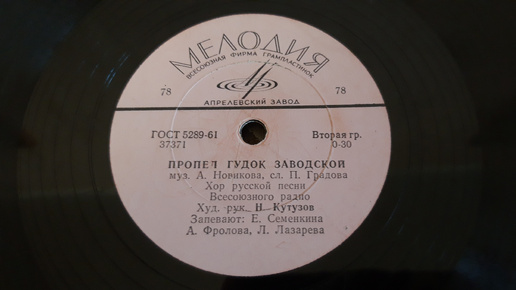 МЕЛОДИЯ
ВСЕСОЮЗНАЯ ФИРМА ГРАМПЛАСТИНОК
78 78
АПРЕЛЕВСКИЙ ЗАВОД
ГОСТ 5289-61 Вторая гр.
37371 0-30
ПРОПЕЛ ГУДОК ЗАВОДСКОЙ
муз. А. Новикова, сл. П. Градова
Хор русской песни
Всесоюзного радио
Худ. рук. Н. Кутузов
Запевают: Е. Семенкина
А. Фролова, Л. Лазарева